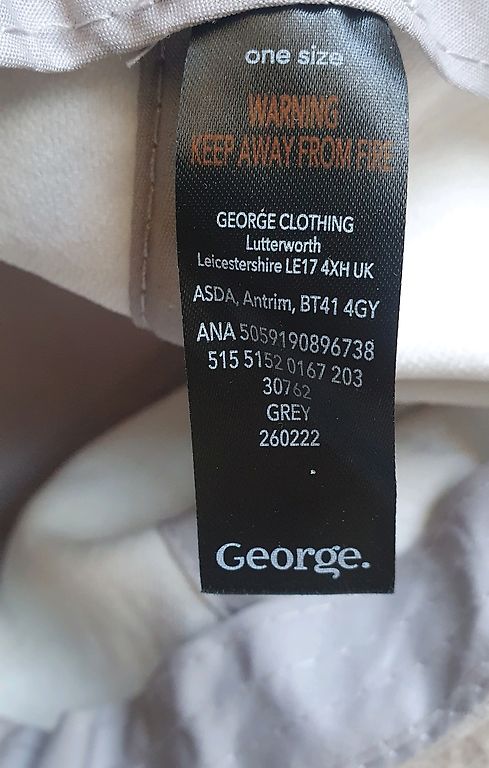 one size
WARNING
KEEP AWAY FROM FIRE
GEORGE CLOTHING
Lutterworth
Leicestershire LE17 4XH UK
ASDA, Antrim, BT41 4GY
ANA 5059190896738
515 5152 0167 203
30762
GREY
260222
George.